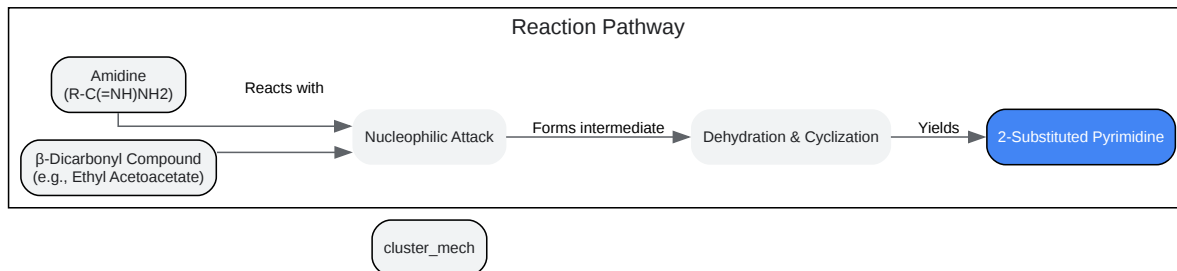 Reaction Pathway
Amidine
(R-C(=NH)NH2)
Reacts with
β-Dicarbonyl Compound
(e.g., Ethyl Acetoacetate)
Nucleophilic Attack
Forms intermediate
Dehydration & Cyclization
Yields
2-Substituted Pyrimidine
cluster_mech